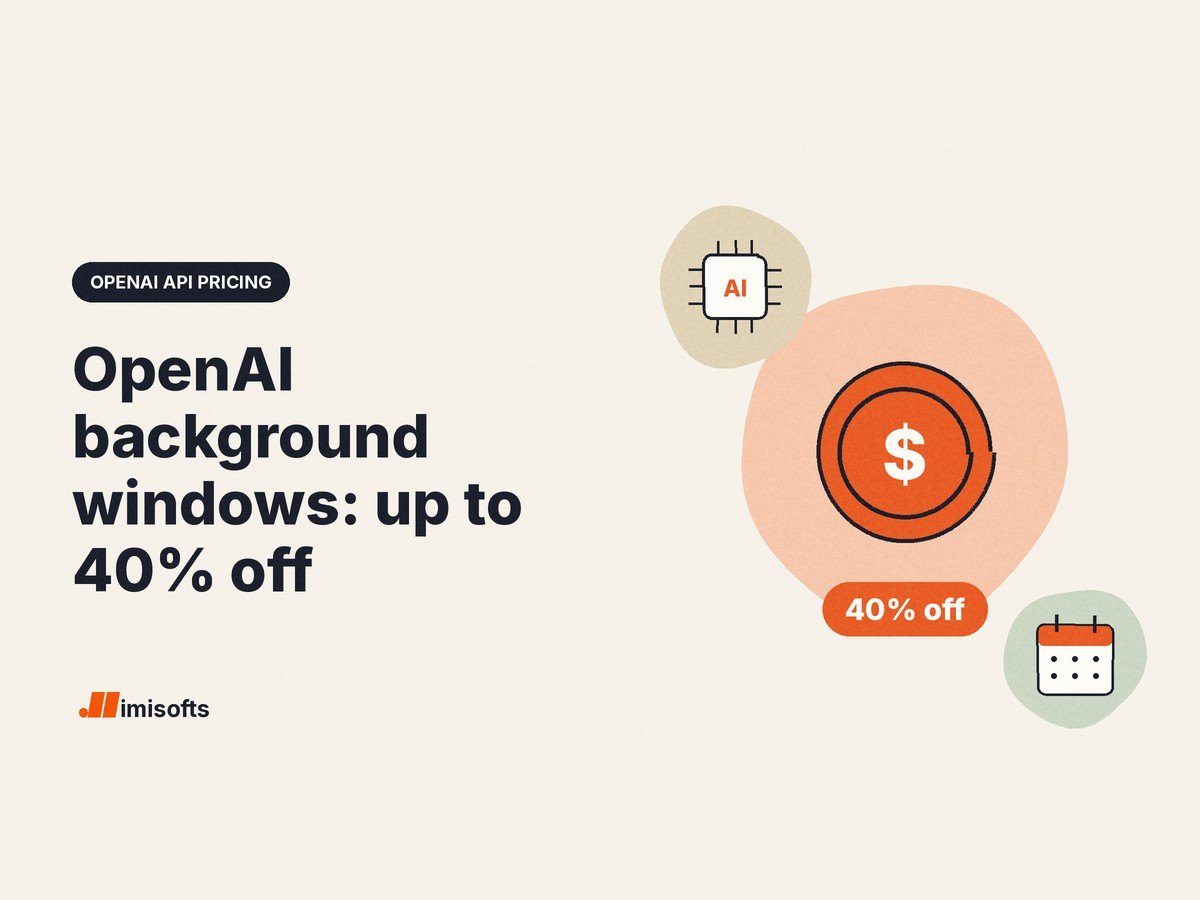 OPENAI API PRICING
OpenAI
background
windows: up to
40% off
imisofts
AI
$
40% off